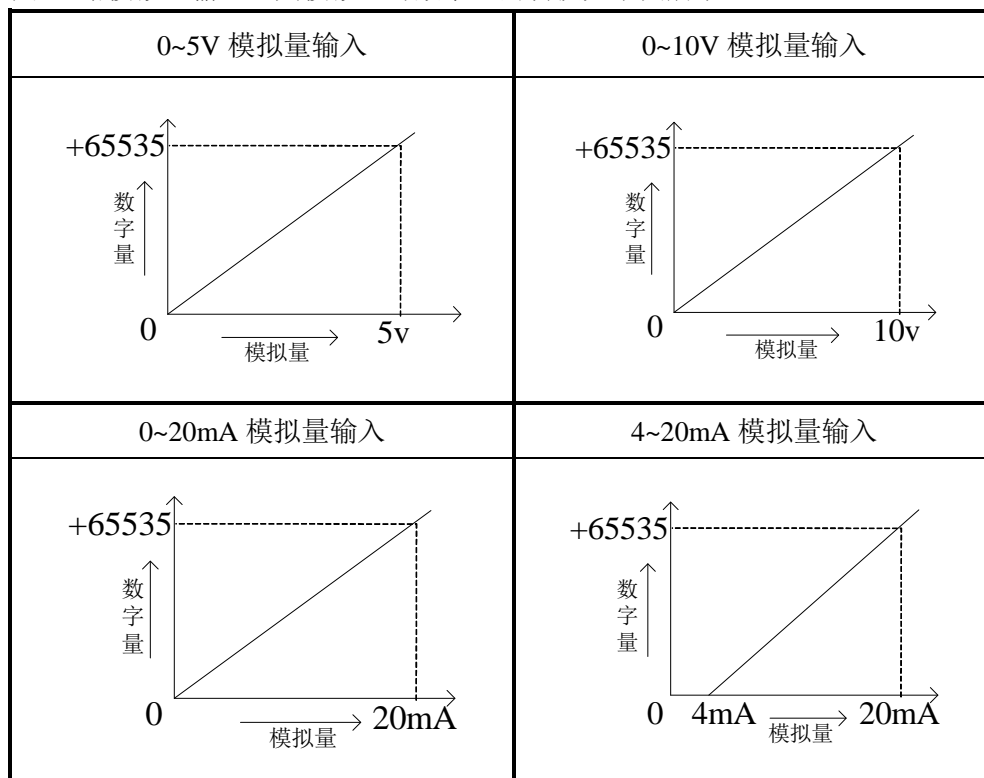 0~5V 模拟量输入
0~10V 模拟量输入
+65535
数字量
0
5v
模拟量
+65535
数字量
0
10v
模拟量
0~20mA 模拟量输入
4~20mA 模拟量输入
+65535
数字量
0
20mA
模拟量
+65535
数字量
0
4mA
20mA
模拟量